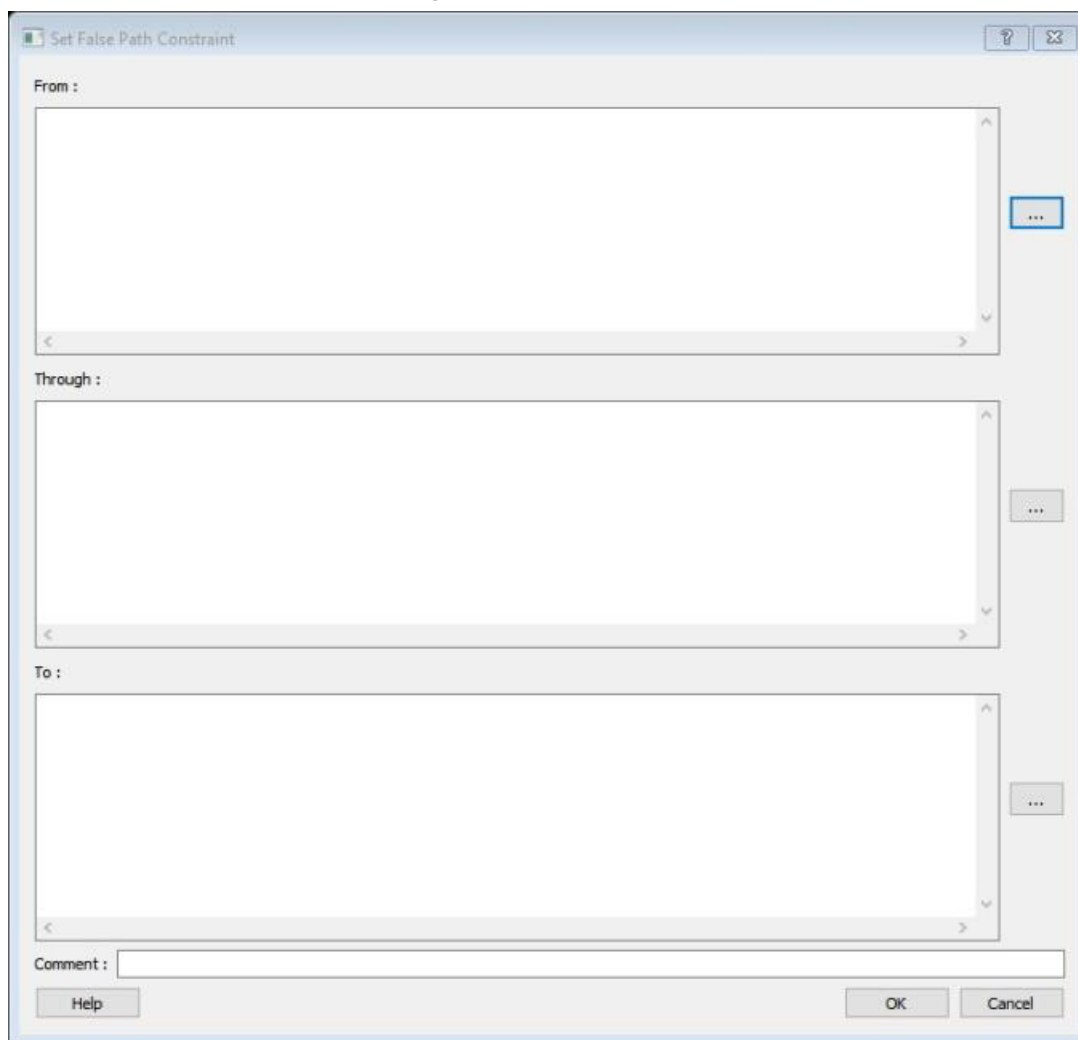 Set False Path Constraint
From :
...
Through :
...
To :
...
Comment :
Help OK Cancel